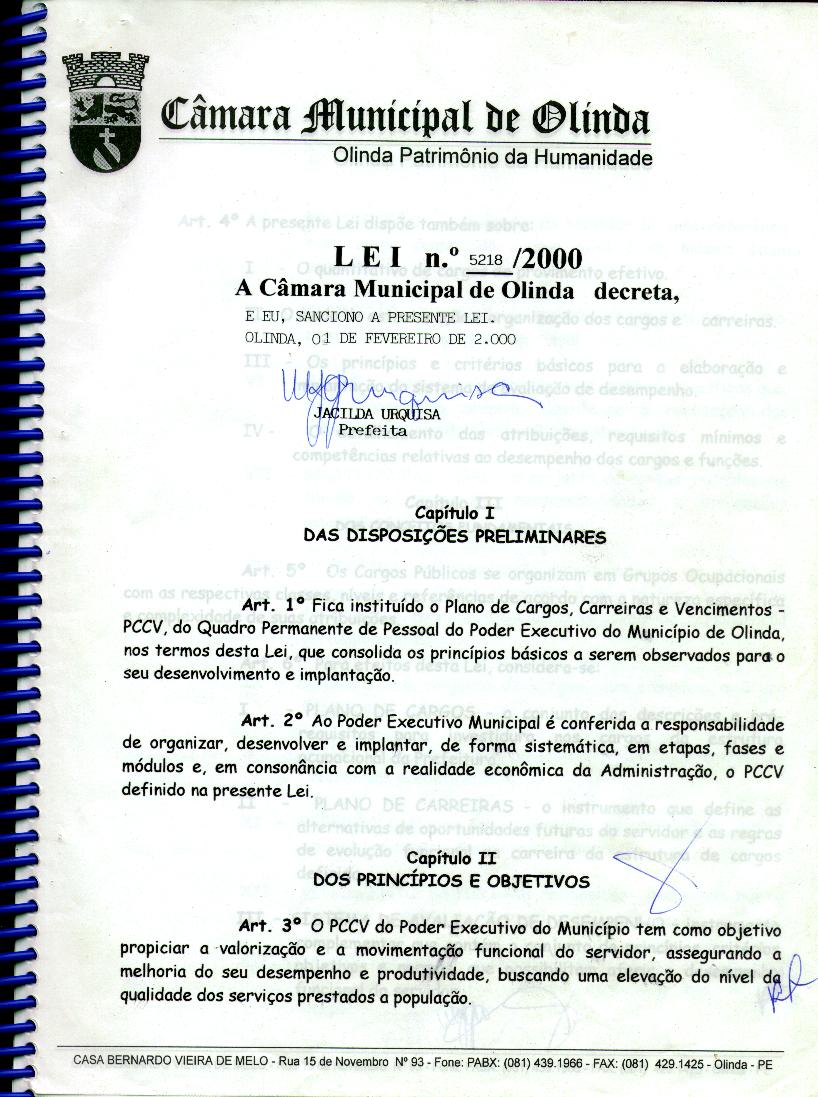 Câmara Municipal de Olinda
Olinda Patrimônio da Humanidade
Art. 4º A presente Lei dispõe também sobre:
L E I n.º 5218 /2000
A Câmara Municipal de Olinda decreta,
E EU, SANCIONO A PRESENTE LEI.
OLINDA, 01 DE FEVEREIRO DE 2.000
JACILDA URQUISA
Prefeita
Capítulo I
DAS DISPOSIÇÕES PRELIMINARES
Art. 1º Fica instituído o Plano de Cargos, Carreiras e Vencimentos -
PCCV, do Quadro Permanente de Pessoal do Poder Executivo do Município de Olinda,
nos termos desta Lei, que consolida os princípios básicos a serem observados para o
seu desenvolvimento e implantação.
Art. 2º Ao Poder Executivo Municipal é conferida a responsabilidade
de organizar, desenvolver e implantar, de forma sistemática, em etapas, fases e
módulos e, em consonância com a realidade econômica da Administração, o PCCV
definido na presente Lei.
Capítulo II
DOS PRINCÍPIOS E OBJETIVOS
Art. 3º O PCCV do Poder Executivo do Município tem como objetivo
propiciar a valorização e a movimentação funcional do servidor, assegurando a
melhoria do seu desempenho e produtividade, buscando uma elevação do nível da
qualidade dos serviços prestados a população.
CASA BERNARDO VIEIRA DE MELO - Rua 15 de Novembro Nº 93 - Fone: PABX: (081) 439.1966 - FAX: (081) 429.1425 - Olinda - PE